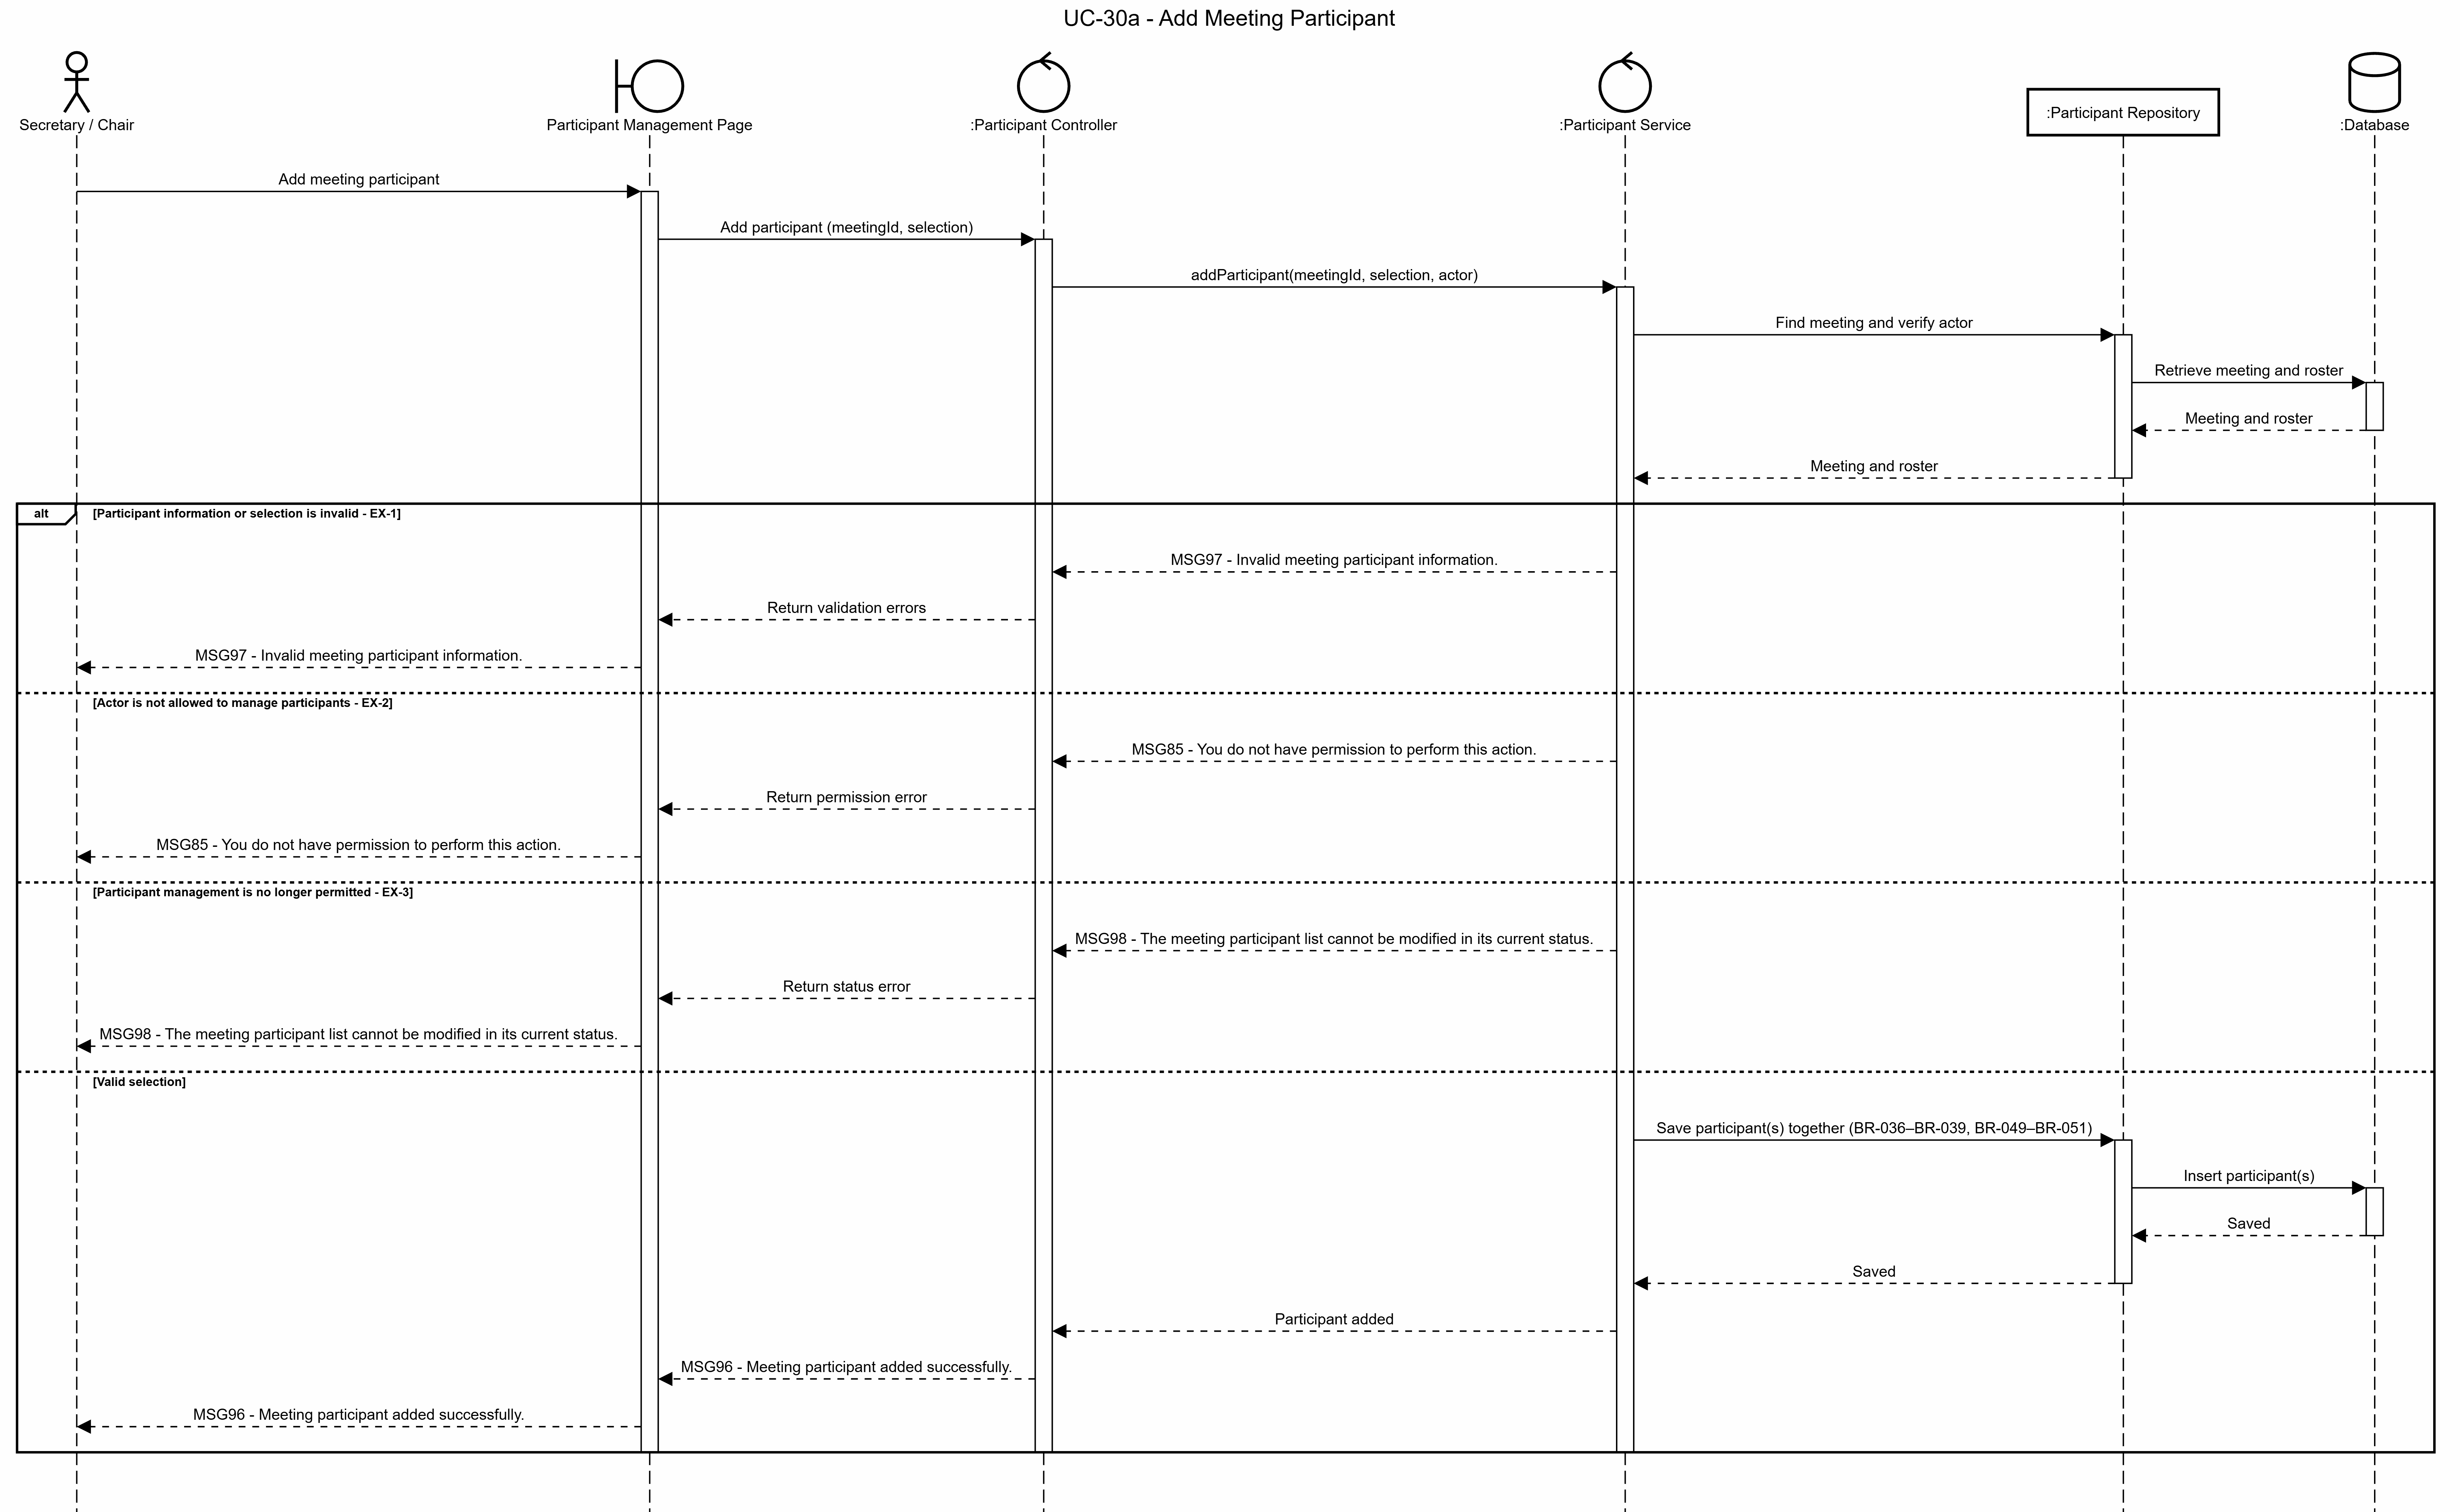 UC-30a - Add Meeting Participant
Secretary / Chair
Participant Management Page
:Participant Controller
:Participant Service
:Participant Repository
:Database
Add meeting participant
Add participant (meetingId, selection)
addParticipant(meetingId, selection, actor)
Find meeting and verify actor
Retrieve meeting and roster
Meeting and roster
Meeting and roster
alt
[Participant information or selection is invalid - EX-1]
MSG97 - Invalid meeting participant information.
Return validation errors
MSG97 - Invalid meeting participant information.
[Actor is not allowed to manage participants - EX-2]
MSG85 - You do not have permission to perform this action.
Return permission error
MSG85 - You do not have permission to perform this action.
[Participant management is no longer permitted - EX-3]
MSG98 - The meeting participant list cannot be modified in its current status.
Return status error
MSG98 - The meeting participant list cannot be modified in its current status.
[Valid selection]
Save participant(s) together (BR-036–BR-039, BR-049–BR-051)
Insert participant(s)
Saved
Saved
Participant added
MSG96 - Meeting participant added successfully.
MSG96 - Meeting participant added successfully.